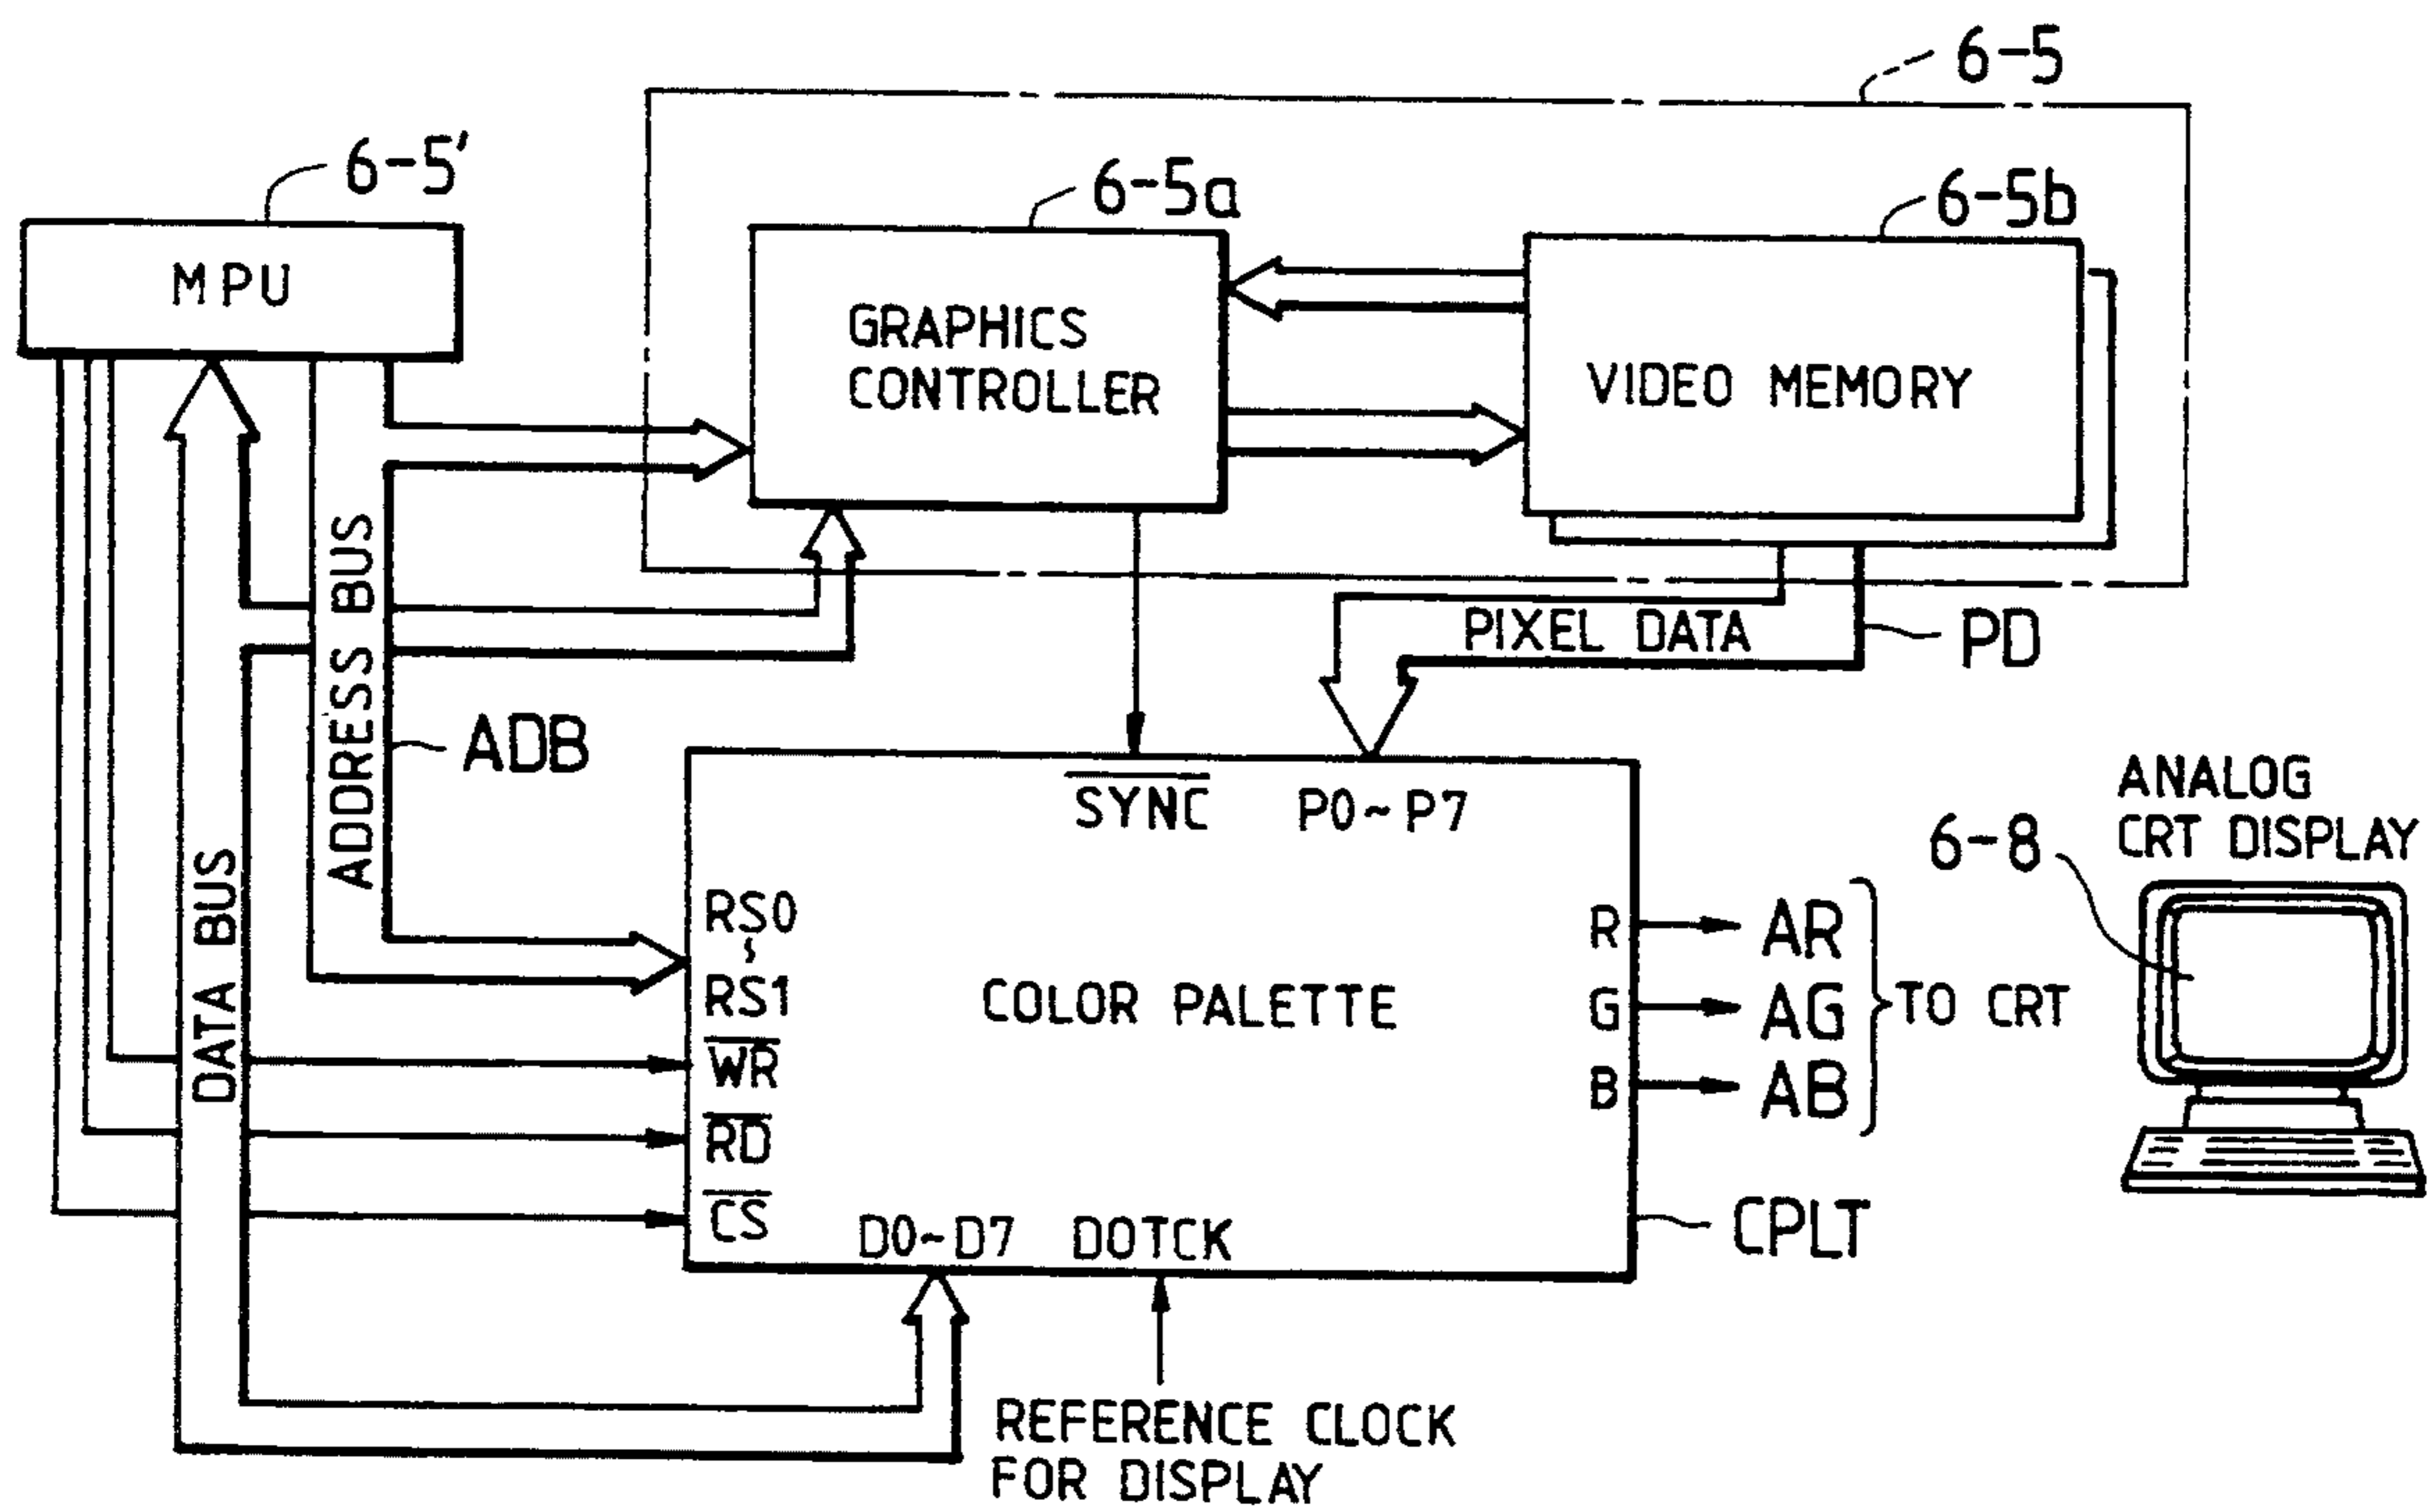 6-5
6-5'
6-5a
6-5b
MPU
GRAPHICS
CONTROLLER
VIDEO MEMORY
PIXEL DATA
PD
ADDRESS BUS
ADB
DATA BUS
SYNC
P0~P7
ANALOG
CRT DISPLAY
6-8
RS0
~
RS1
WR
RD
CS
COLOR PALETTE
R
G
B
AR
AG
AB
TO CRT
D0~D7
DOTCK
CPLT
REFERENCE CLOCK
FOR DISPLAY